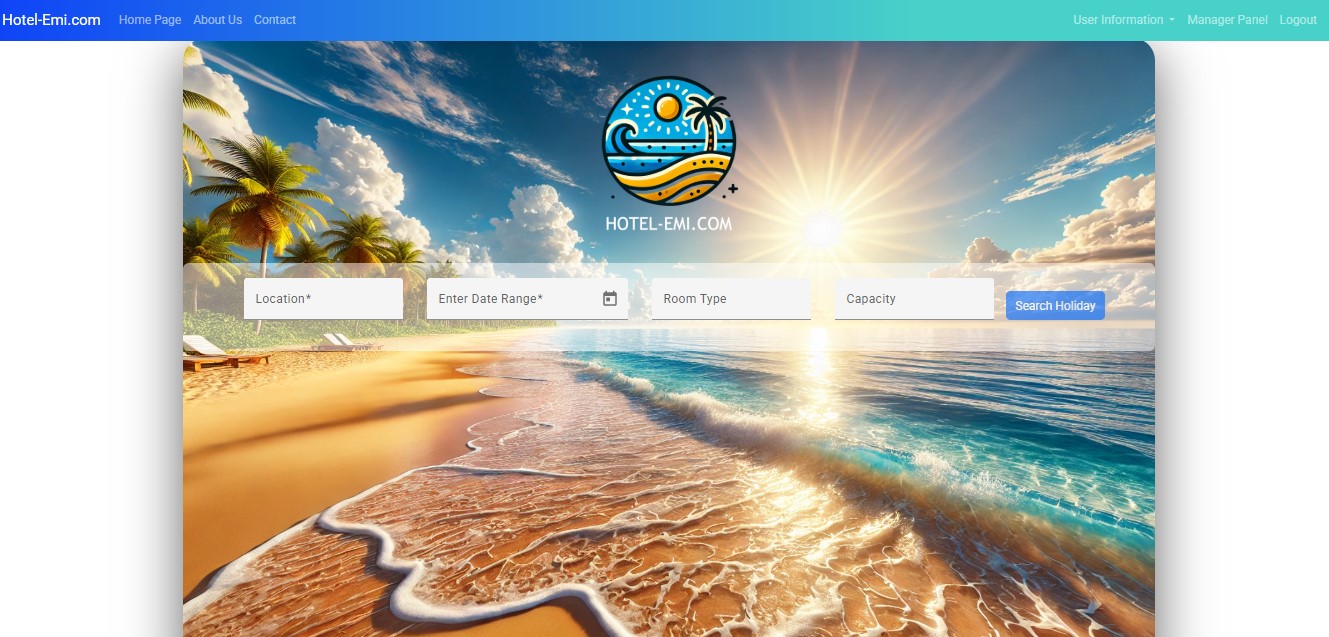 Hotel-Emi.com Home Page About Us Contact User Information Manager Panel Logout
HOTEL-EMI.COM
Location* Enter Date Range* Room Type Capacity Search Holiday